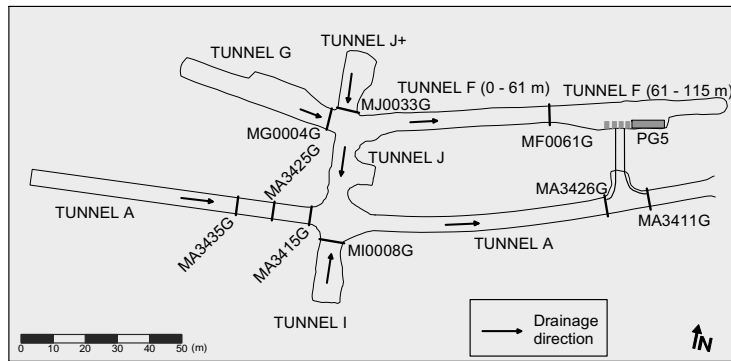 TUNNEL J+
TUNNEL G
TUNNEL F (0 - 61 m)
TUNNEL F (61 - 115 m)
MJ0033G
MG0004G
MF0061G
PG5
MA3425G
TUNNEL J
MA3426G
TUNNEL A
MA3435G
MA3415G
MI0008G
TUNNEL A
MA3411G
TUNNEL I
0 10 20 30 40 50 (m)
Drainage
direction
N